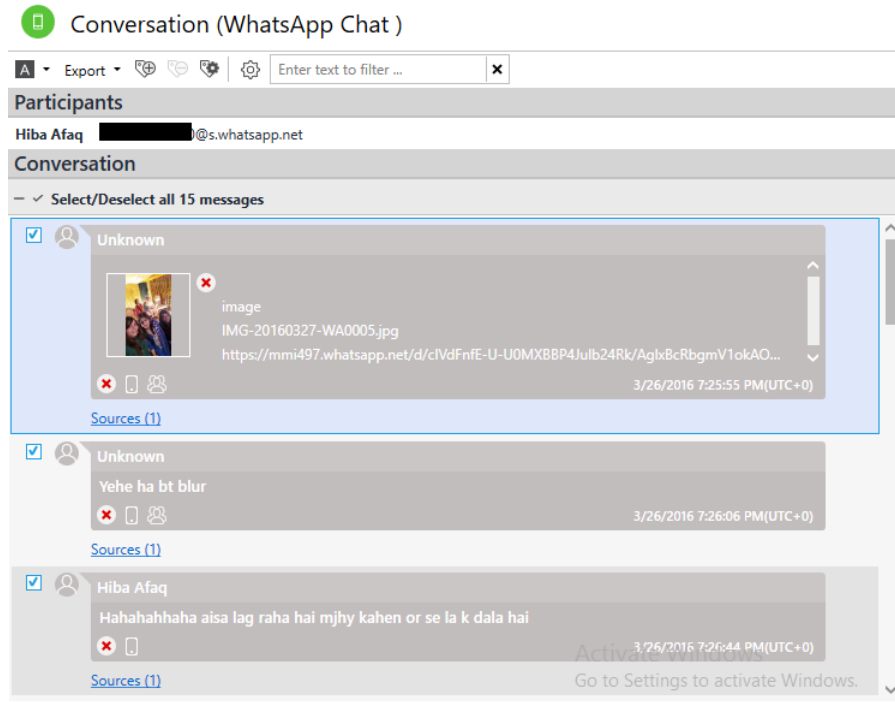 Conversation (WhatsApp Chat )
A Export Enter text to filter ...
Participants
Hiba Afaq @s.whatsapp.net
Conversation
Select/Deselect all 15 messages
Unknown
image
IMG-20160327-WA0005.jpg
https://mmi497.whatsapp.net/d/
3/26/2016 7:25:55 PM(UTC+0)
Sources (1)
Unknown
Yehe ha bt blur
3/26/2016 7:26:06 PM(UTC+0)
Sources (1)
Hiba Afaq
Hahahahhaha aisa lag raha hai mjhy kahen or se la k dala hai
3/26/2016 7:26:44 PM(UTC+0)
Activate Windows
Sources (1)
Go to Settings to activate Windows.